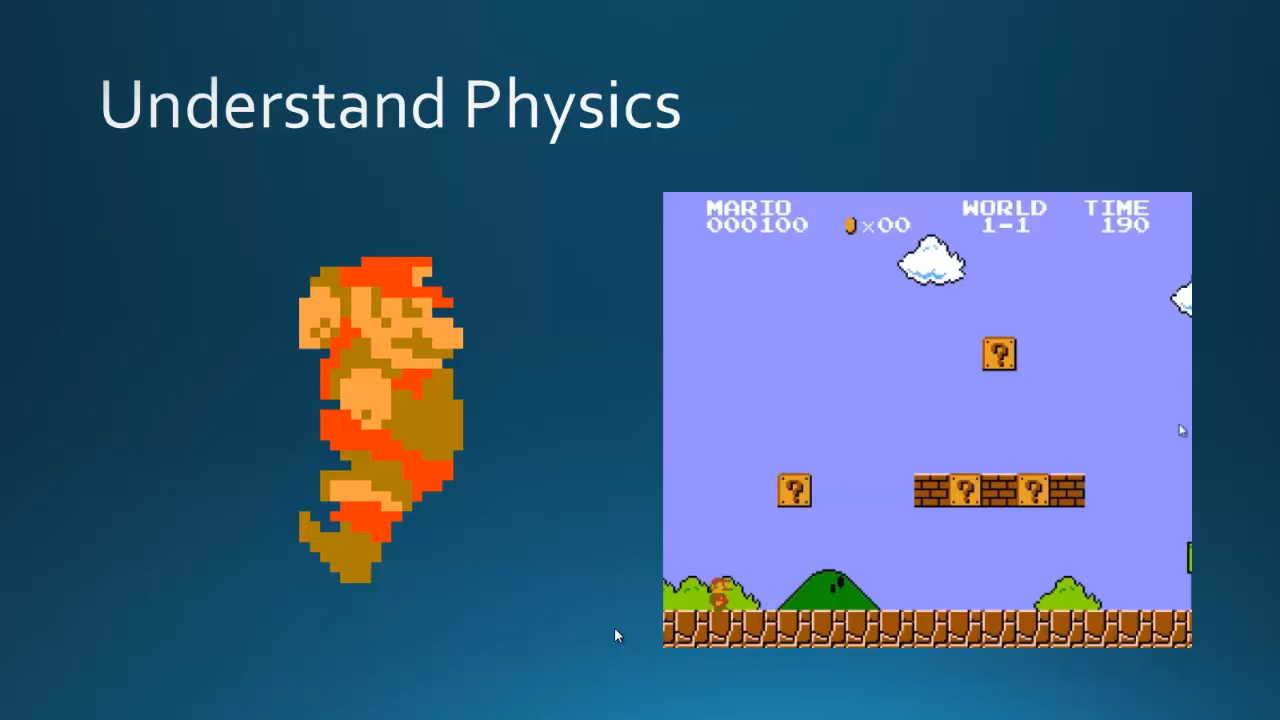 Understand Physics
MARIO WORLD TIME
000100 ×00 1-1 190
?
? ? ?